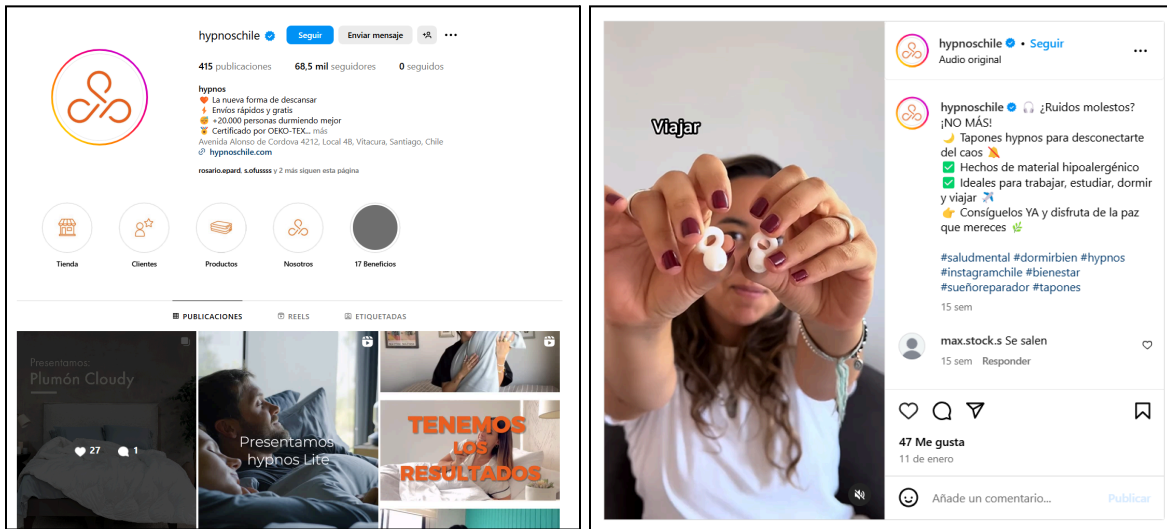 hypnoschile
Seguir
Enviar mensaje
415 publicaciones
68,5 mil seguidores
0 seguidos
hypnos
🧡 La nueva forma de descansar
⚡ Envíos rápidos y gratis
😴 +20.000 personas durmiendo mejor
🏅 Certificado por OEKO-TEX... más
Avenida Alonso de Cordova 4212, Local 4B, Vitacura, Santiago, Chile
hypnoschile.com
rosario.epard, s.ofussss y 2 más siguen esta página
Tienda
Clientes
Productos
Nosotros
17 Beneficios
PUBLICACIONES
REELS
ETIQUETADAS
Presentamos:
Plumón Cloudy
27 1
Presentamos
hypnos Lite
TENEMOS
LOS
RESULTADOS
Viajar
hypnoschile • Seguir
Audio original
hypnoschile 🎧 ¿Ruidos molestos?
¡NO MÁS!
🌙 Tapones hypnos para desconectarte
del caos 🔕
✅ Hechos de material hipoalergénico
✅ Ideales para trabajar, estudiar, dormir
y viajar ✈️
👉 Consíguelos YA y disfruta de la paz
que mereces 🌿
#saludmental #dormirbien #hypnos
#instagramchile #bienestar
#sueñoreparador #tapones
15 sem
max.stock.s Se salen
15 sem Responder
47 Me gusta
11 de enero
Añade un comentario...
Publicar